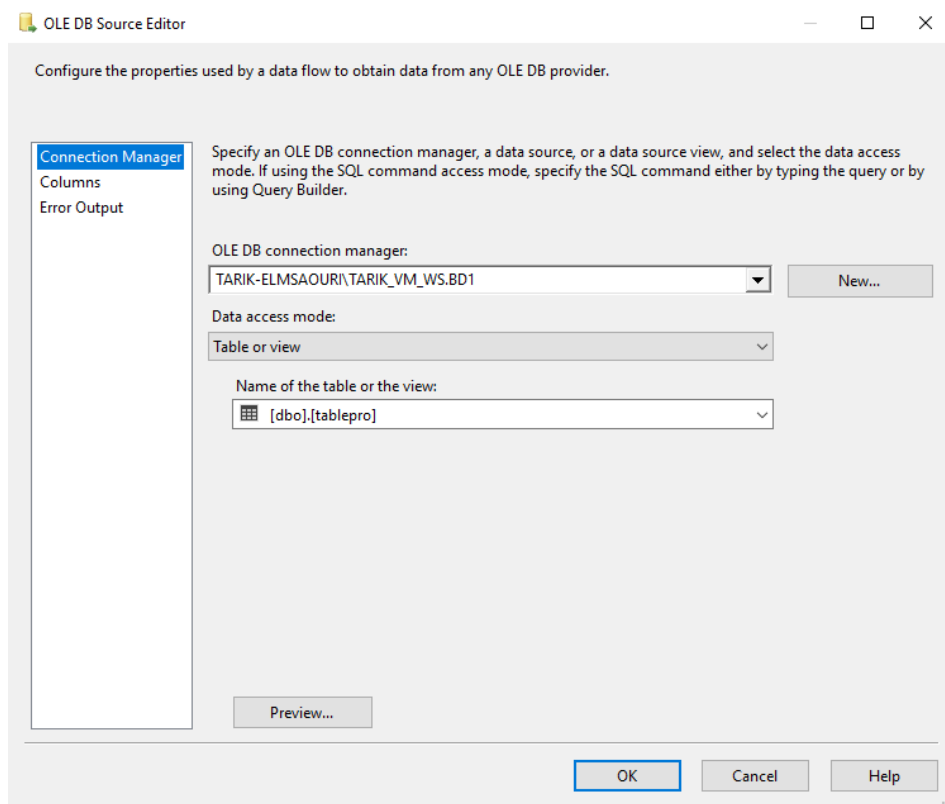 OLE DB Source Editor
Configure the properties used by a data flow to obtain data from any OLE DB provider.
Connection Manager
Columns
Error Output
Specify an OLE DB connection manager, a data source, or a data source view, and select the data access
mode. If using the SQL command access mode, specify the SQL command either by typing the query or by
using Query Builder.
OLE DB connection manager:
TARIK-ELMSAOURI\TARIK_VM_WS.BD1
New...
Data access mode:
Table or view
Name of the table or the view:
[dbo].[tablepro]
Preview...
OK
Cancel
Help